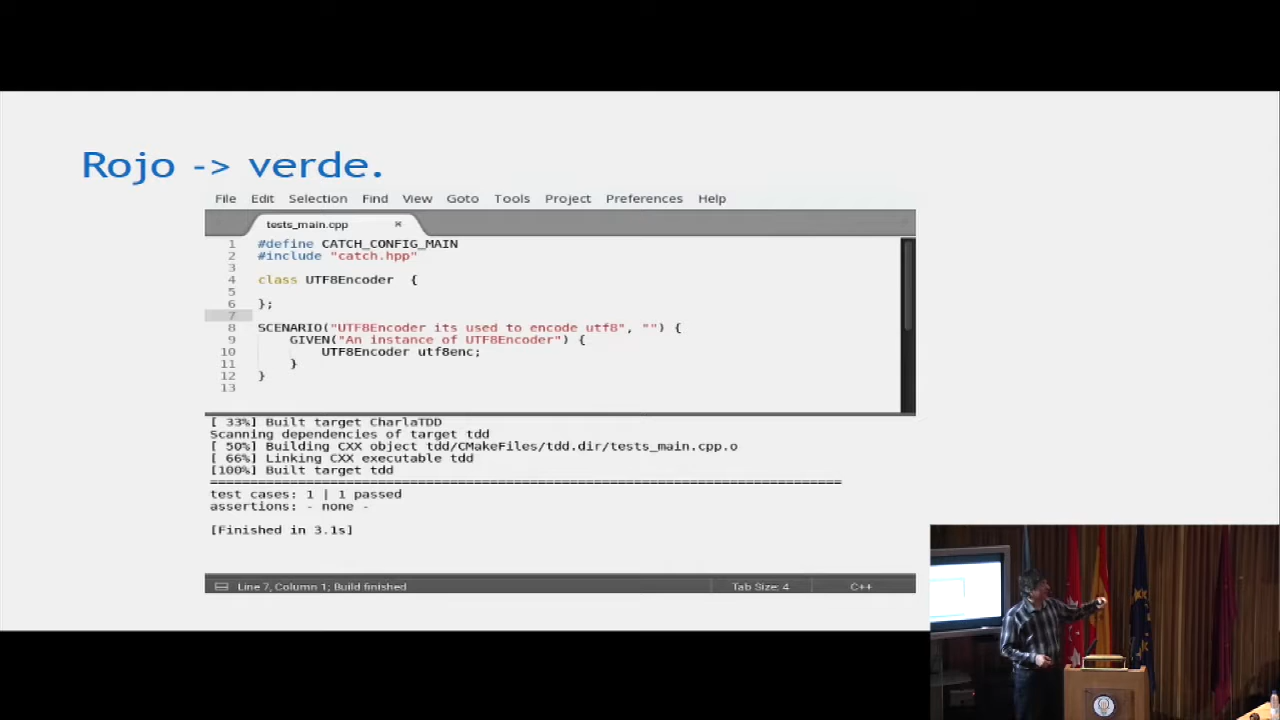 Rojo -> verde.
File Edit Selection Find View Goto Tools Project Preferences Help
tests_main.cpp ×
1 #define CATCH_CONFIG_MAIN
2 #include "catch.hpp"
3
4 class UTF8Encoder {
5
6 };
7
8 SCENARIO("UTF8Encoder its used to encode utf8", "") {
9 GIVEN("An instance of UTF8Encoder") {
10 UTF8Encoder utf8enc;
11 }
12 }
13
[ 33%] Built target CharlaTDD
Scanning dependencies of target tdd
[ 50%] Building CXX object tdd/CMakeFiles/tdd.dir/tests_main.cpp.o
[ 66%] Linking CXX executable tdd
[100%] Built target tdd
===============================================================================
test cases: 1 | 1 passed
assertions: - none -
[Finished in 3.1s]
Line 7, Column 1; Build finished Tab Size: 4 C++